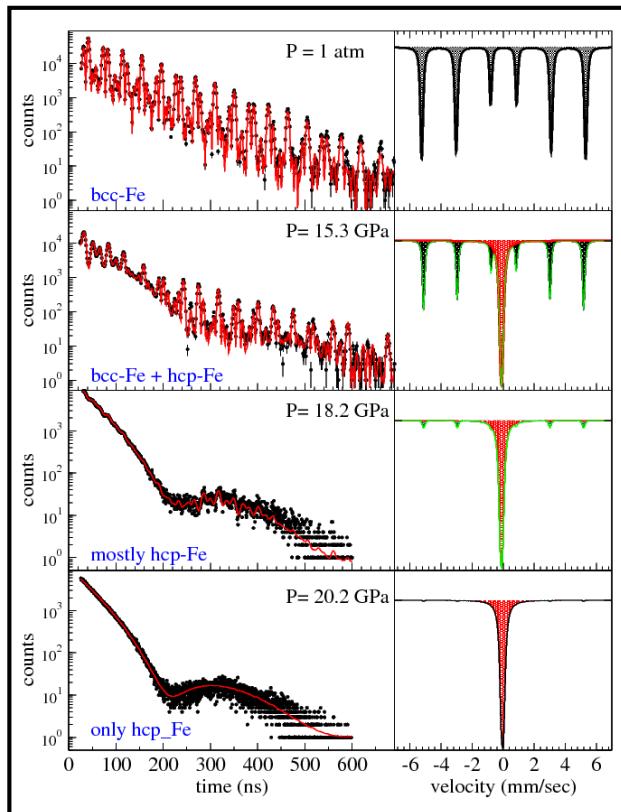 counts
10⁴
10³
10²
10¹
10⁰
P = 1 atm
bcc-Fe
counts
10⁴
10³
10²
10¹
10⁰
P= 15.3 GPa
bcc-Fe + hcp-Fe
counts
10³
10²
10¹
10⁰
P= 18.2 GPa
mostly hcp-Fe
counts
10³
10²
10¹
10⁰
P= 20.2 GPa
only hcp_Fe
0 100 200 300 400 500 600
-6 -4 -2 0 2 4 6
time (ns)
velocity (mm/sec)